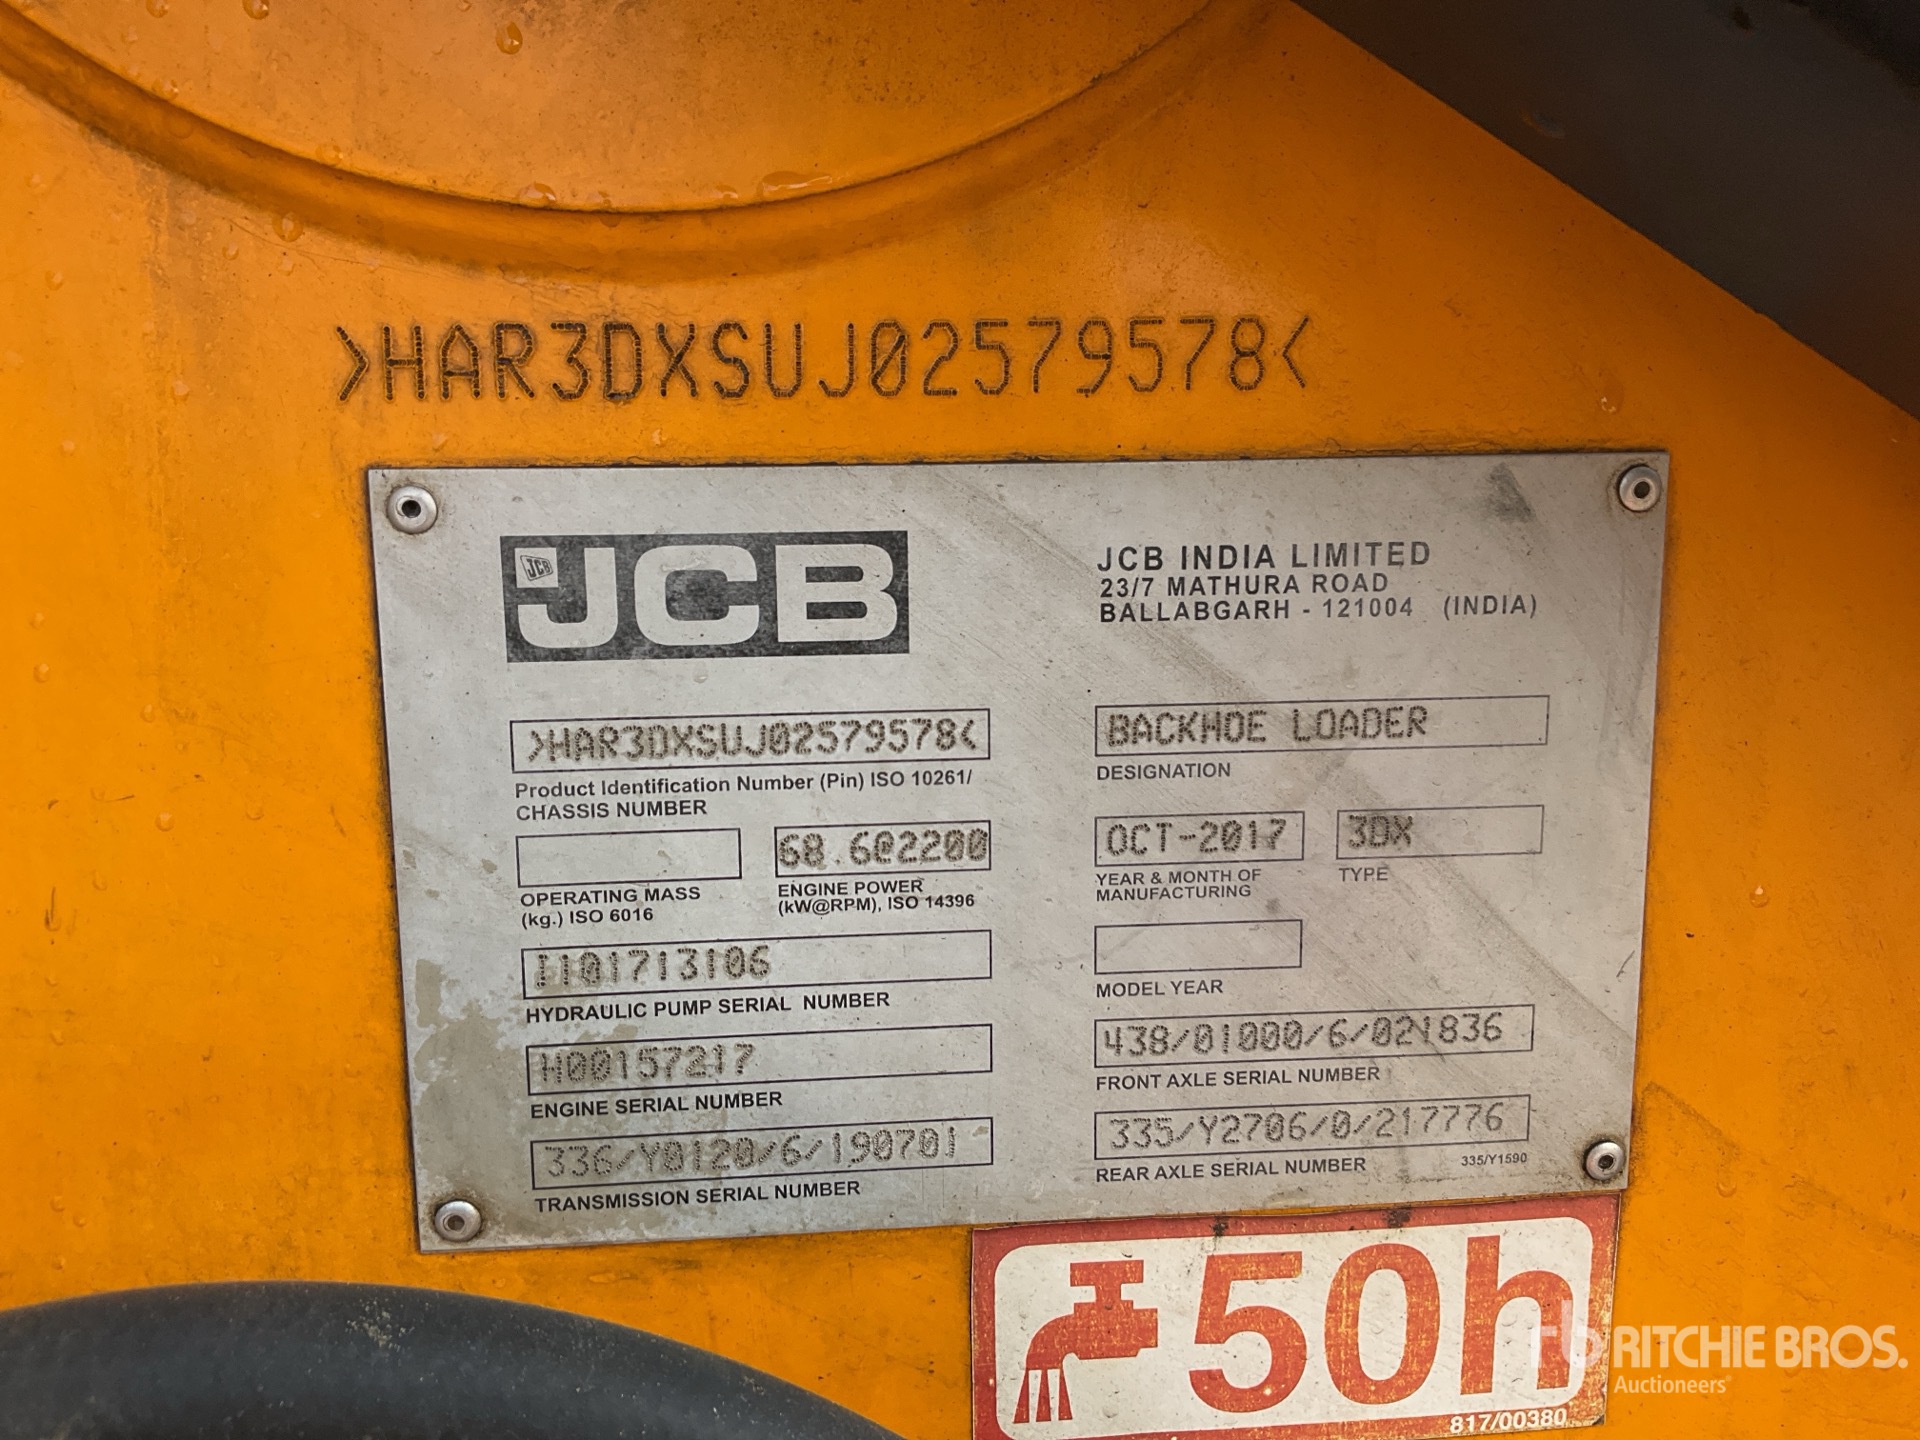 >HAR3DXSUJ02579578<
JCB
JCB
JCB INDIA LIMITED
23/7 MATHURA ROAD
BALLABGARH - 121004 (INDIA)
>HAR3DXSUJ02579578<
Product Identification Number (Pin) ISO 10261/
CHASSIS NUMBER
BACKHOE LOADER
DESIGNATION
OPERATING MASS
(kg.) ISO 6016
68.6@2200
ENGINE POWER
(kW@RPM), ISO 14396
OCT-2017
YEAR & MONTH OF
MANUFACTURING
3DX
TYPE
I101713106
HYDRAULIC PUMP SERIAL NUMBER
MODEL YEAR
H00157217
ENGINE SERIAL NUMBER
438/01000/6/021836
FRONT AXLE SERIAL NUMBER
336/Y0120/6/190701
TRANSMISSION SERIAL NUMBER
335/Y2706/0/217776
REAR AXLE SERIAL NUMBER
335/Y1590
50h
817/00380
rb RITCHIE BROS.
Auctioneers